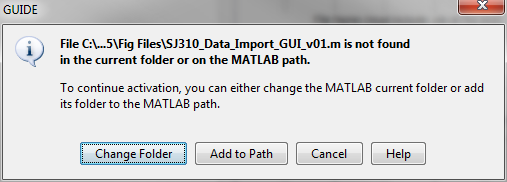 GUIDE
File C:\...5\Fig Files\SJ310_Data_Import_GUI_v01.m is not found
in the current folder or on the MATLAB path.
To continue activation, you can either change the MATLAB current folder or add
its folder to the MATLAB path.
Change Folder
Add to Path
Cancel
Help